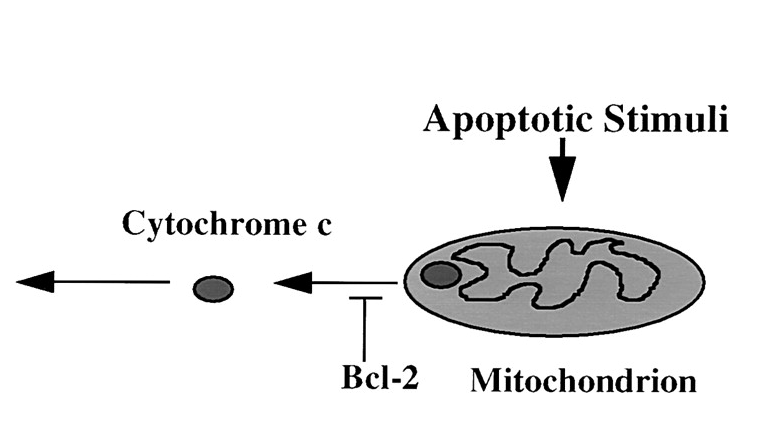 Apoptotic Stimuli
Cytochrome c
Bcl-2
Mitochondrion